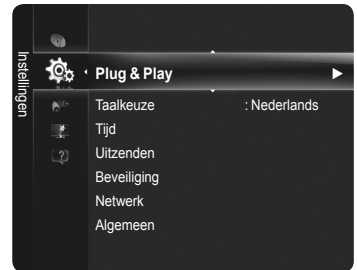 Instellingen
Plug & Play
Taalkeuze : Nederlands
Tijd
Uitzenden
Beveiliging
Netwerk
Algemeen